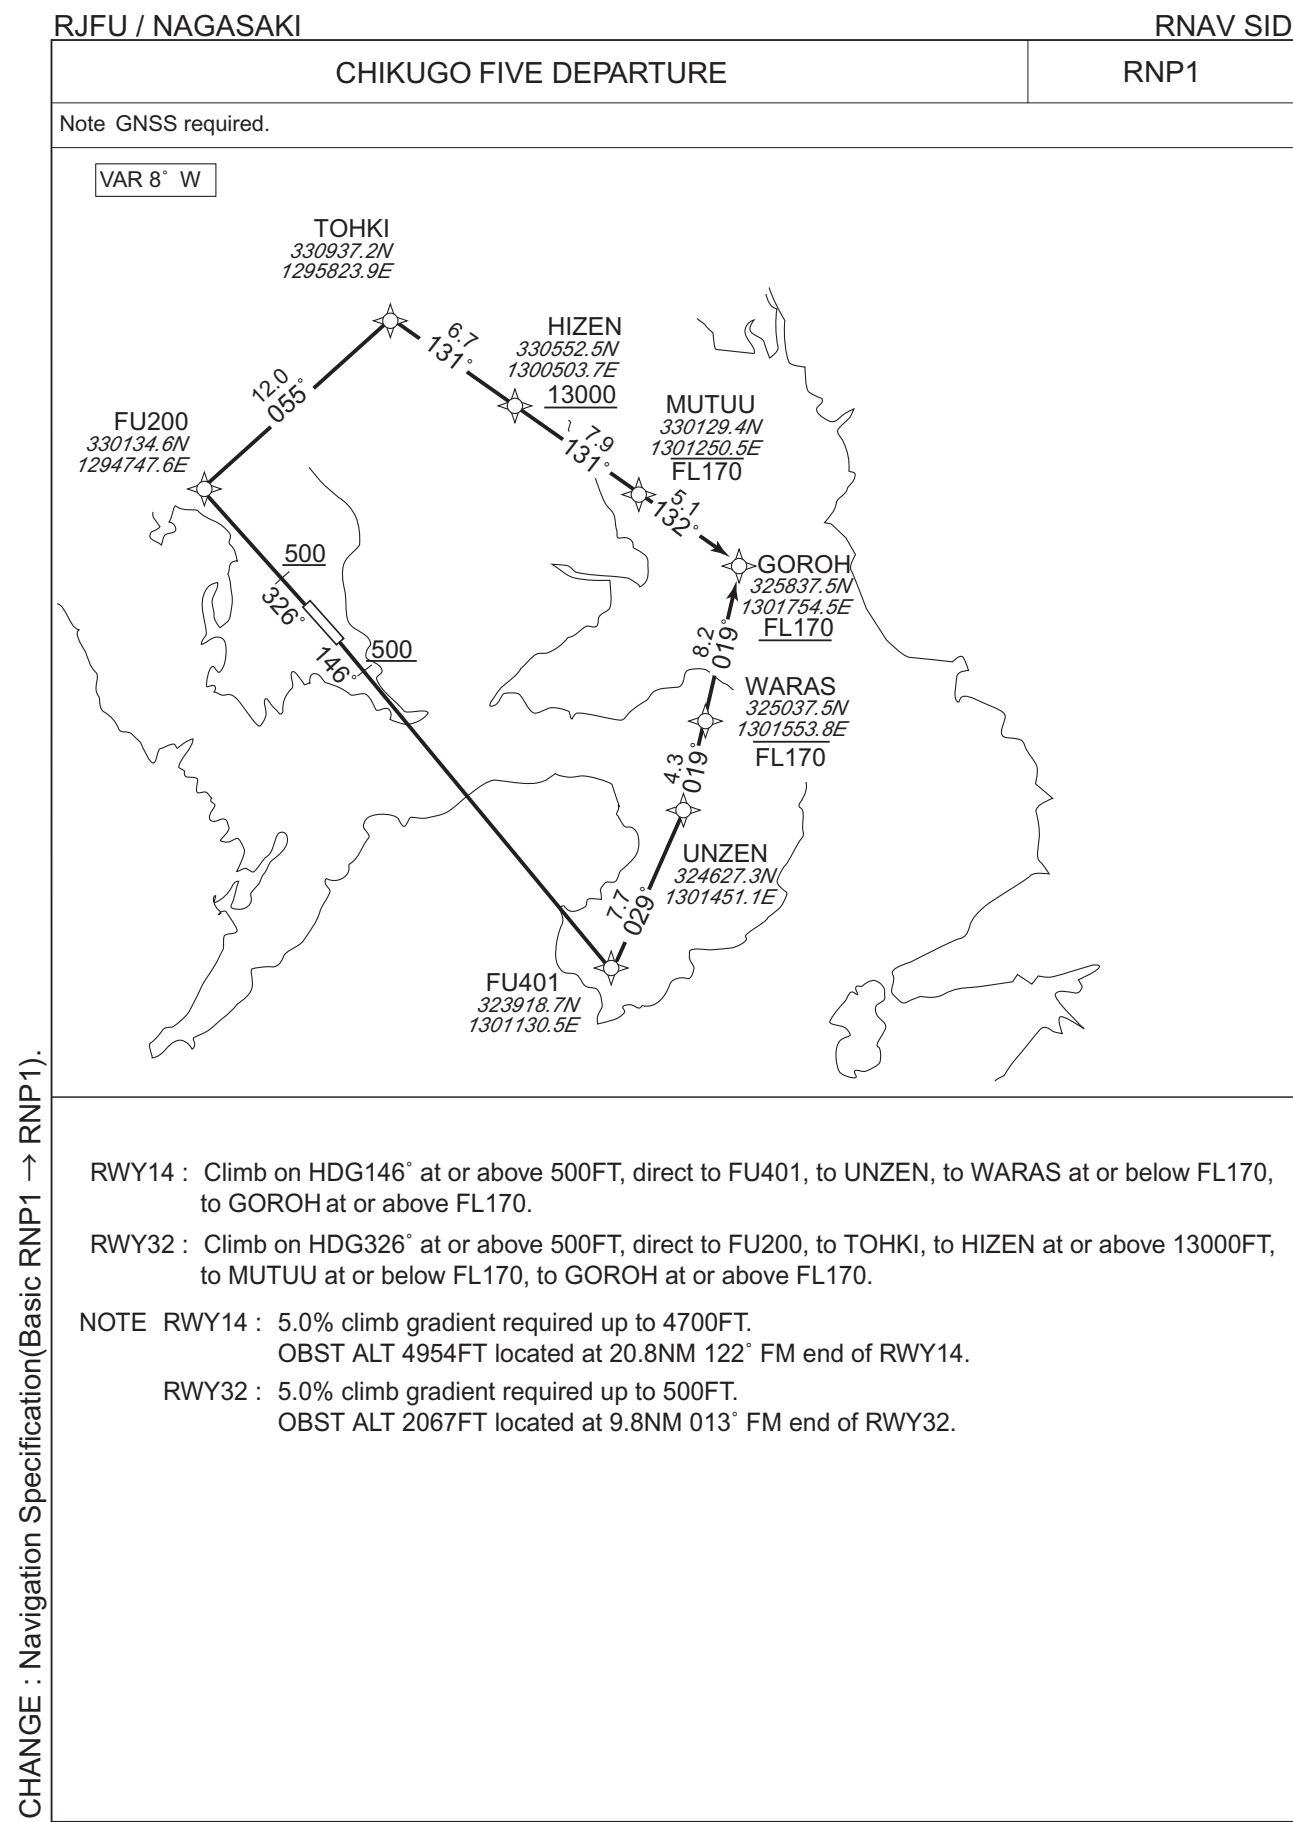 RJFU / NAGASAKI
RNAV SID
CHIKUGO FIVE DEPARTURE
RNP1
Note GNSS required.
VAR 8° W
TOHKI
330937.2N
1295823.9E
6.7
131°
HIZEN
330552.5N
1300503.7E
13000
12.0
055°
FU200
330134.6N
1294747.6E
7.9
131°
MUTUU
330129.4N
1301250.5E
FL170
5.1
132°
500
326°
GOROH
325837.5N
1301754.5E
FL170
146°
500
8.2
019°
WARAS
325037.5N
1301553.8E
FL170
4.3
019°
UNZEN
324627.3N
1301451.1E
7.7
029°
FU401
323918.7N
1301130.5E
RWY14 : Climb on HDG146° at or above 500FT, direct to FU401, to UNZEN, to WARAS at or below FL170,
to GOROH at or above FL170.
RWY32 : Climb on HDG326° at or above 500FT, direct to FU200, to TOHKI, to HIZEN at or above 13000FT,
to MUTUU at or below FL170, to GOROH at or above FL170.
NOTE RWY14 : 5.0% climb gradient required up to 4700FT.
OBST ALT 4954FT located at 20.8NM 122° FM end of RWY14.
RWY32 : 5.0% climb gradient required up to 500FT.
OBST ALT 2067FT located at 9.8NM 013° FM end of RWY32.
CHANGE : Navigation Specification(Basic RNP1 → RNP1).